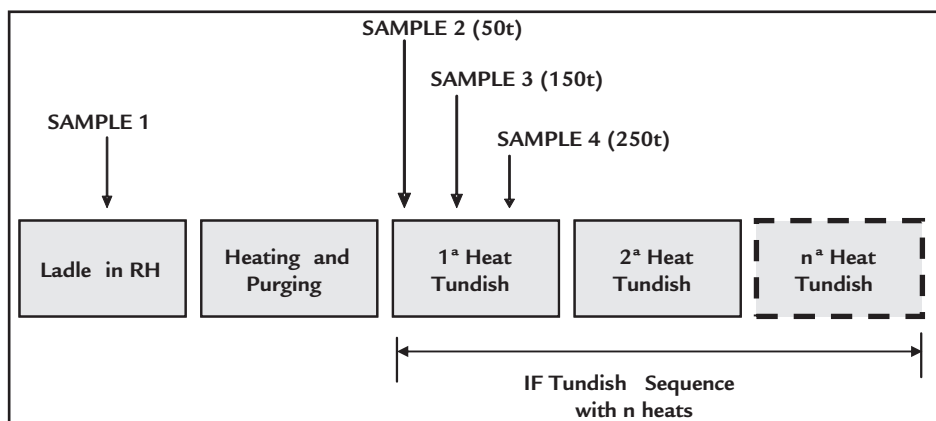 SAMPLE 2 (50t)
SAMPLE 3 (150t)
SAMPLE 1
SAMPLE 4 (250t)
Ladle in RH
Heating and
Purging
1ª Heat
Tundish
2ª Heat
Tundish
nª Heat
Tundish
IF Tundish Sequence
with n heats